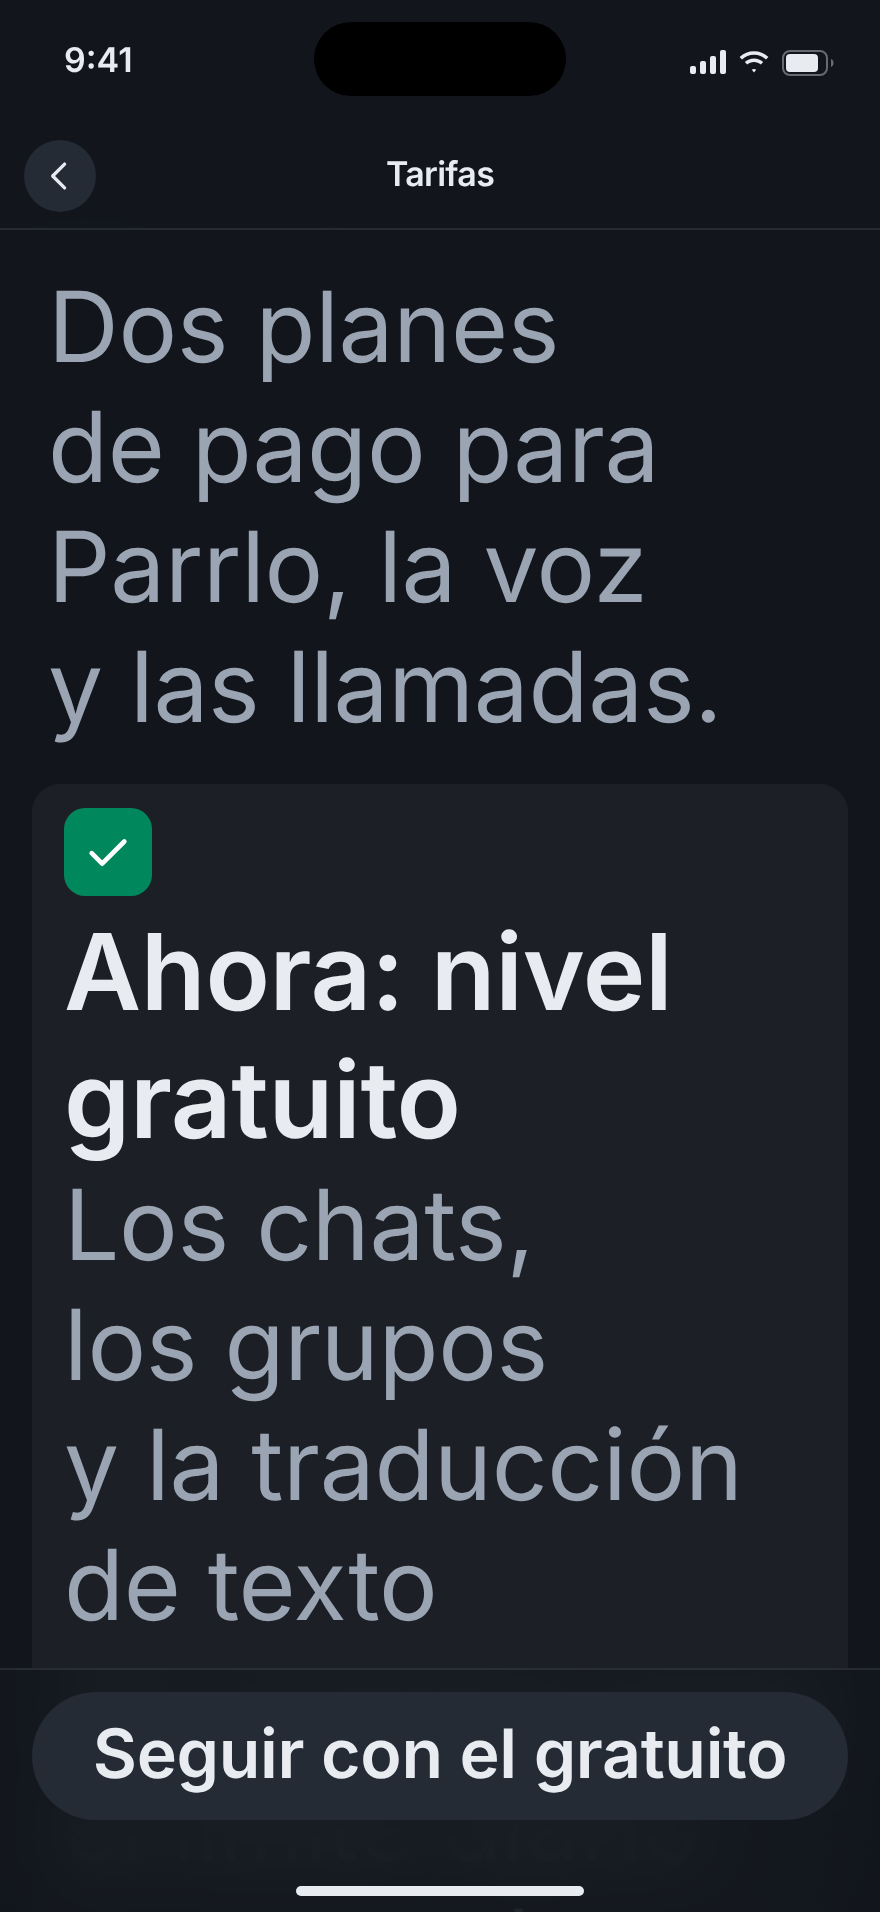 9:41
Tarifas
Dos planes
de pago para
Parrlo, la voz
y las llamadas.
Ahora: nivel
gratuito
Los chats,
los grupos
y la traducción
de texto
Seguir con el gratuito